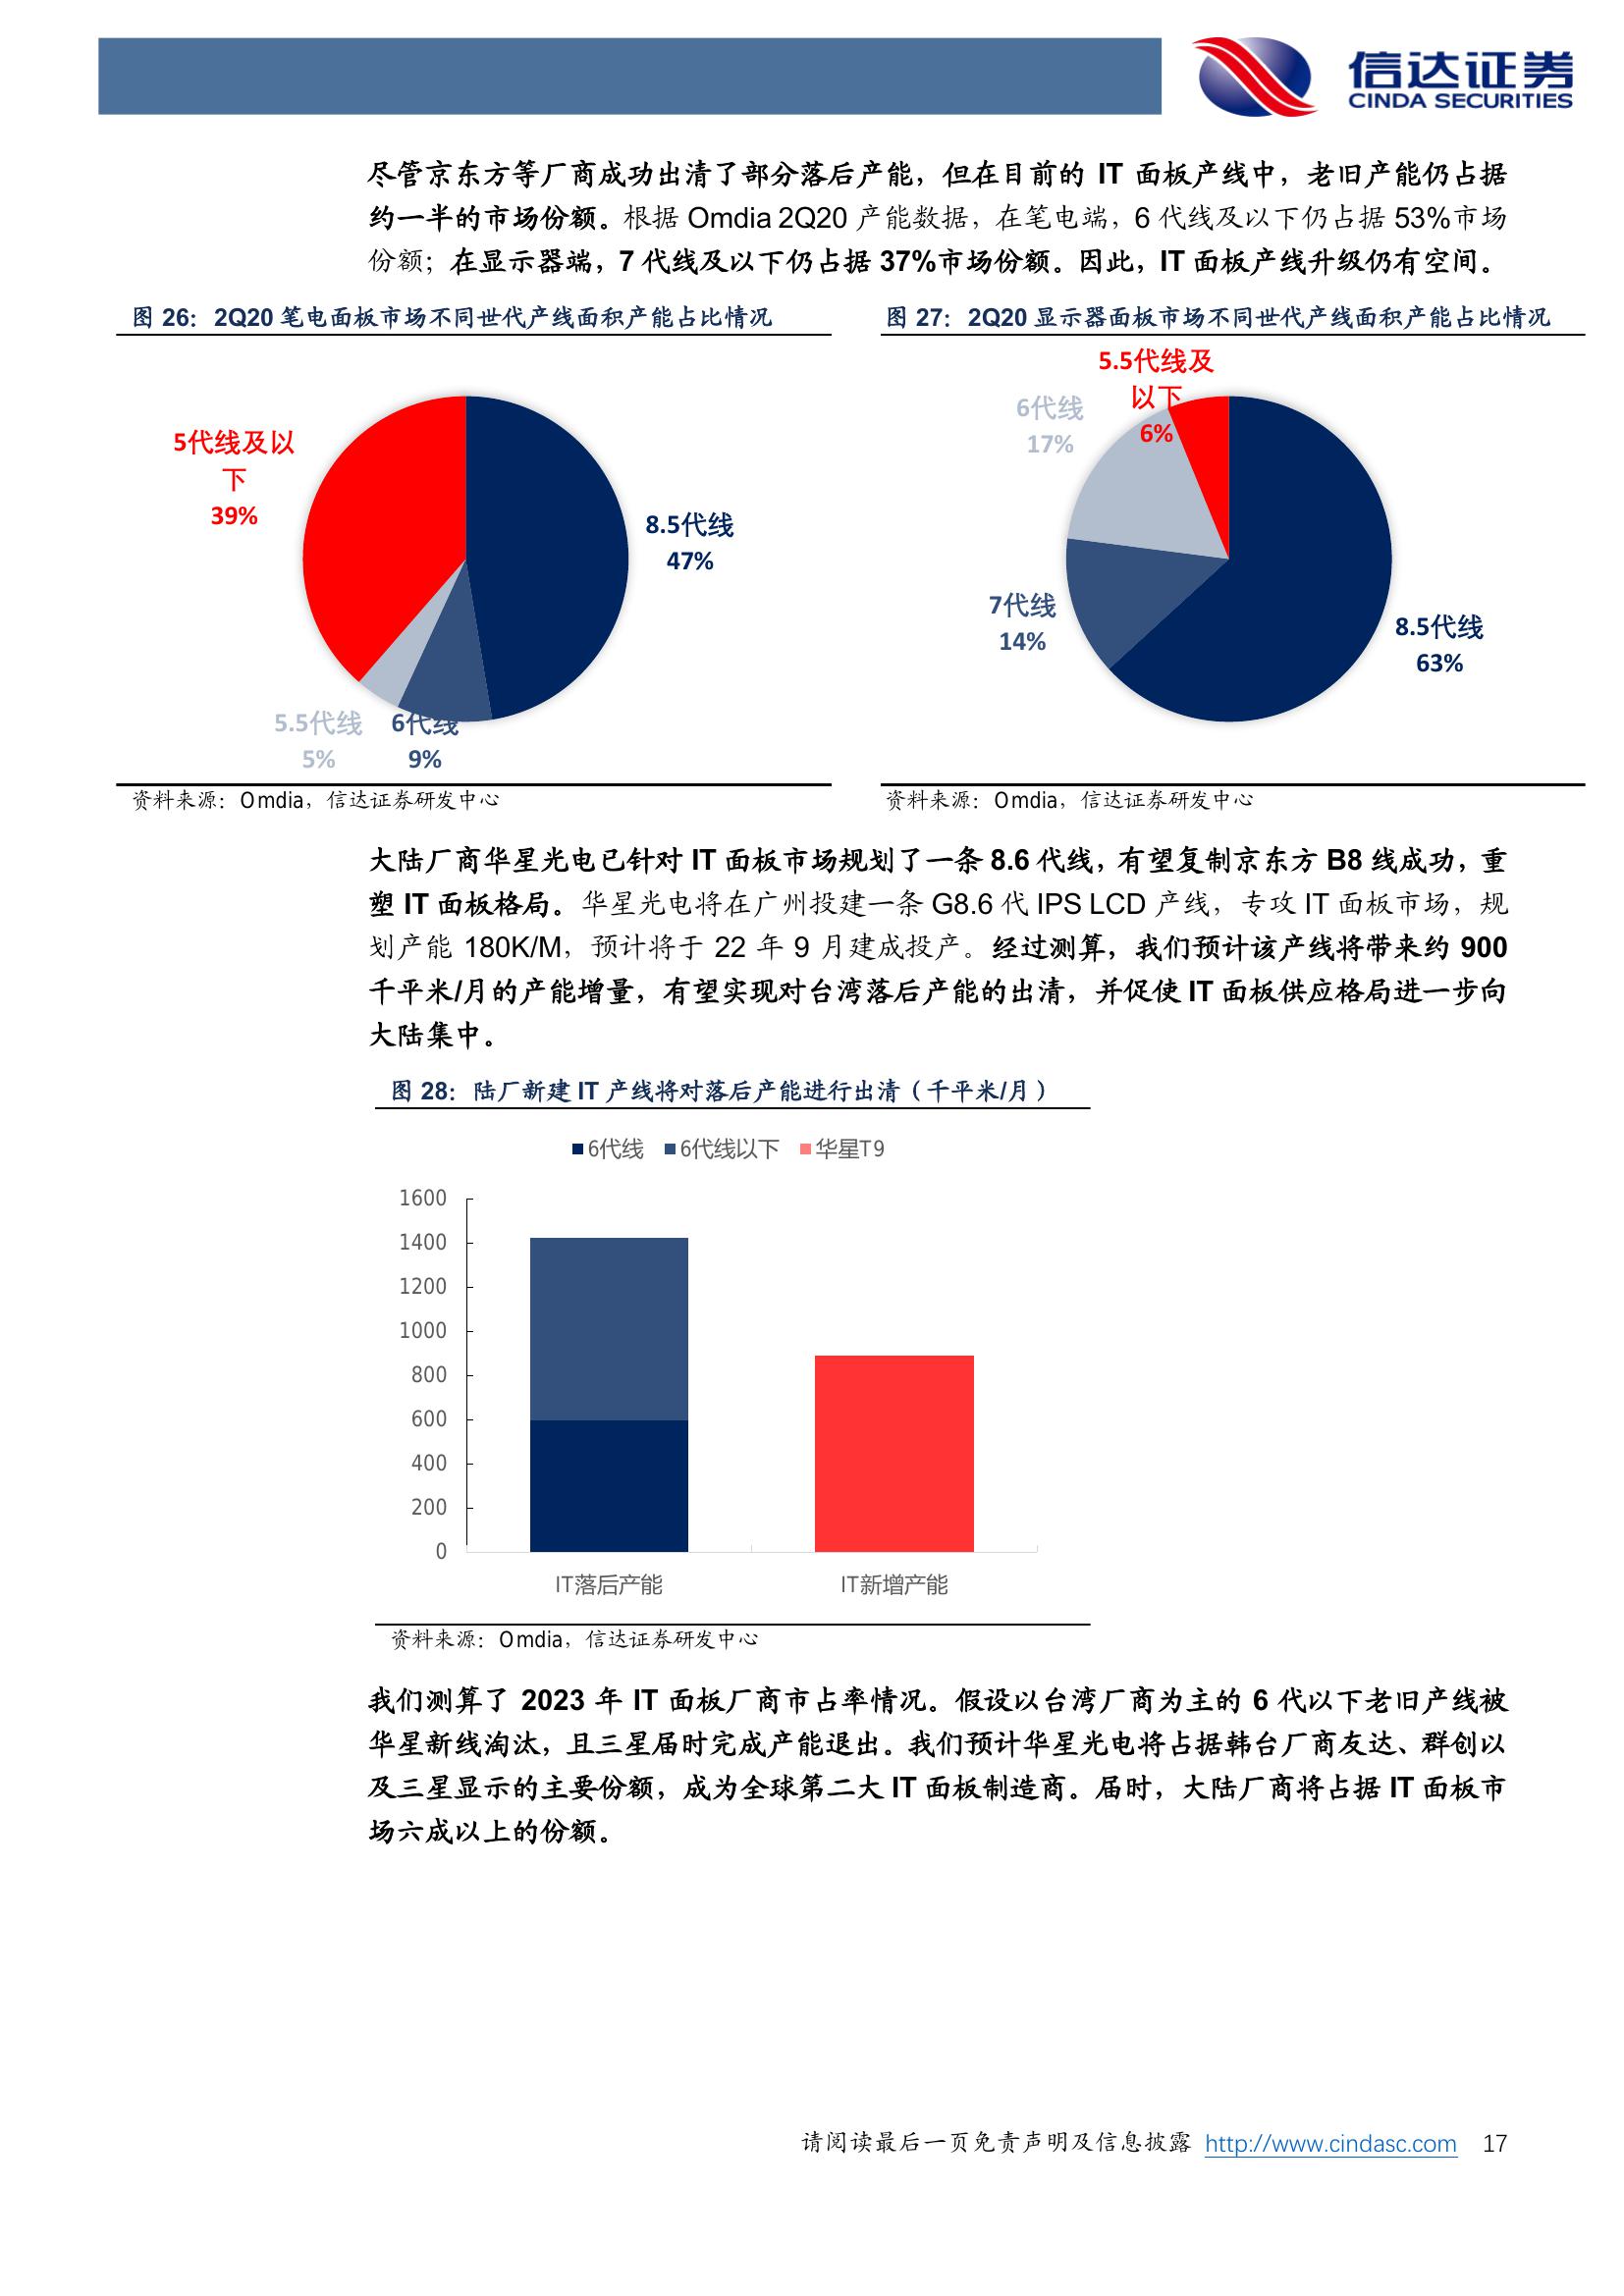 信达证券
CINDA SECURITIES
尽管京东方等厂商成功出清了部分落后产能，但在目前的 IT 面板产线中，老旧产能仍占据
约一半的市场份额。根据 Omdia 2Q20 产能数据，在笔电端，6 代线及以下仍占据 53%市场
份额；在显示器端，7 代线及以下仍占据 37%市场份额。因此，IT 面板产线升级仍有空间。
图 26：2Q20 笔电面板市场不同世代产线面积产能占比情况
5代线及以
下
39%
8.5代线
47%
5.5代线
5%
6代线
9%
资料来源：Omdia，信达证券研发中心
图 27：2Q20 显示器面板市场不同世代产线面积产能占比情况
5.5代线及
以下
6%
6代线
17%
7代线
14%
8.5代线
63%
资料来源：Omdia，信达证券研发中心
大陆厂商华星光电已针对 IT 面板市场规划了一条 8.6 代线，有望复制京东方 B8 线成功，重
塑 IT 面板格局。华星光电将在广州投建一条 G8.6 代 IPS LCD 产线，专攻 IT 面板市场，规
划产能 180K/M，预计将于 22 年 9 月建成投产。经过测算，我们预计该产线将带来约 900
千平米/月的产能增量，有望实现对台湾落后产能的出清，并促使 IT 面板供应格局进一步向
大陆集中。
图 28：陆厂新建 IT 产线将对落后产能进行出清（千平米/月）
6代线 6代线以下 华星T9
1600
1400
1200
1000
800
600
400
200
0
IT落后产能 IT新增产能
资料来源：Omdia，信达证券研发中心
我们测算了 2023 年 IT 面板厂商市占率情况。假设以台湾厂商为主的 6 代以下老旧产线被
华星新线淘汰，且三星届时完成产能退出。我们预计华星光电将占据韩台厂商友达、群创以
及三星显示的主要份额，成为全球第二大 IT 面板制造商。届时，大陆厂商将占据 IT 面板市
场六成以上的份额。
请阅读最后一页免责声明及信息披露 http://www.cindasc.com 17